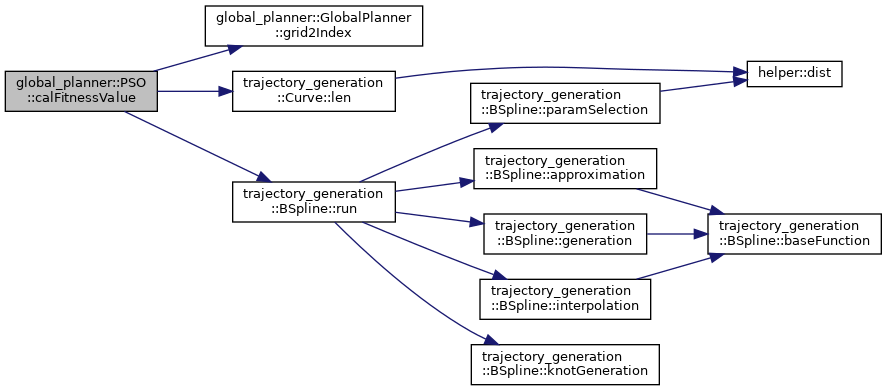 global_planner::GlobalPlanner
::grid2Index
global_planner::PSO
::calFitnessValue
trajectory_generation
::Curve::len
helper::dist
trajectory_generation
::BSpline::paramSelection
trajectory_generation
::BSpline::approximation
trajectory_generation
::BSpline::run
trajectory_generation
::BSpline::generation
trajectory_generation
::BSpline::baseFunction
trajectory_generation
::BSpline::interpolation
trajectory_generation
::BSpline::knotGeneration